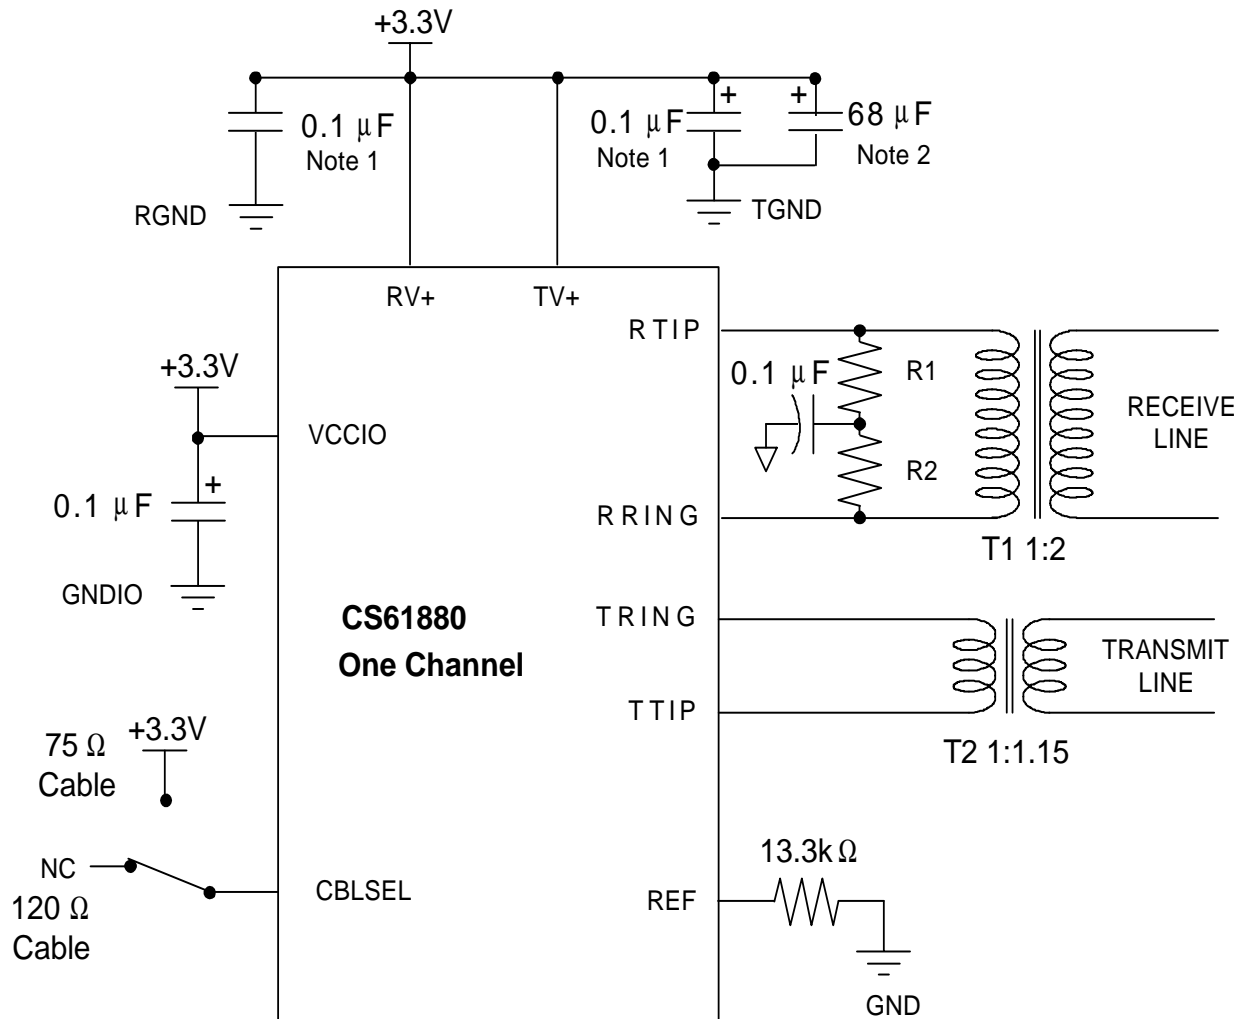 +3.3V
0.1 μF
Note 1
0.1 μF
Note 1
+
+
68 μF
Note 2
RGND
TGND
RV+
TV+
RTIP
+3.3V
VCCIO
0.1 μF
R1
R2
RECEIVE
LINE
+
0.1 μF
GNDIO
RRING
T1 1:2
CS61880
One Channel
TRING
TTIP
TRANSMIT
LINE
T2 1:1.15
75 Ω
Cable
+3.3V
NC
120 Ω
Cable
CBLSEL
REF
13.3k Ω
GND